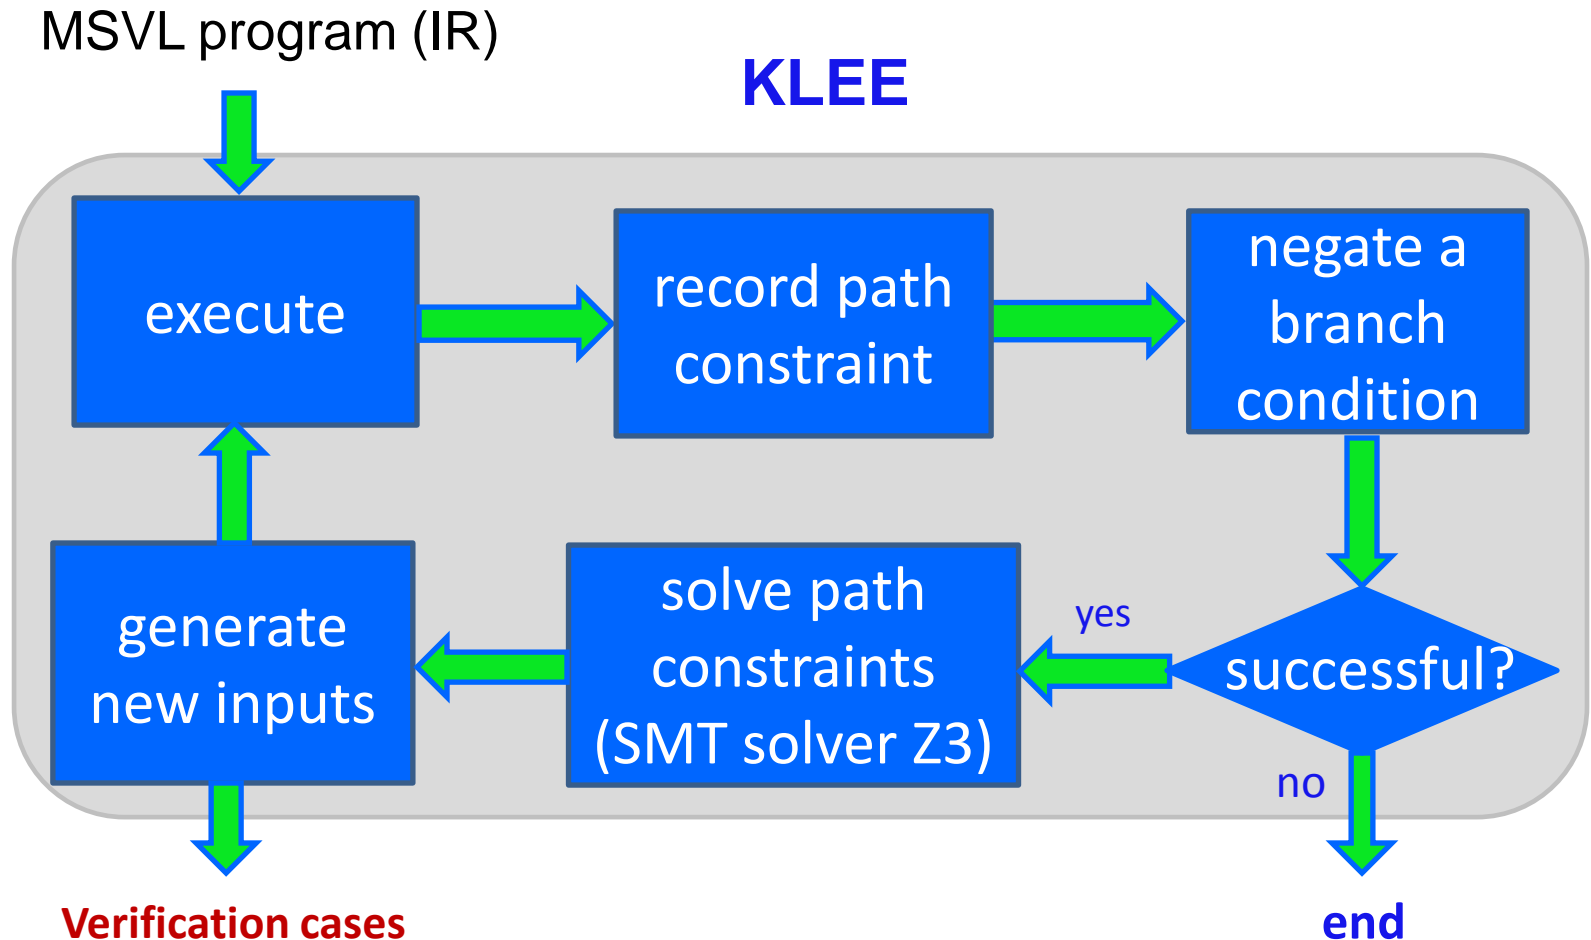 MSVL program (IR)
KLEE
execute
record path
constraint
negate a
branch
condition
successful?
yes
no
solve path
constraints
(SMT solver Z3)
generate
new inputs
Verification cases
end